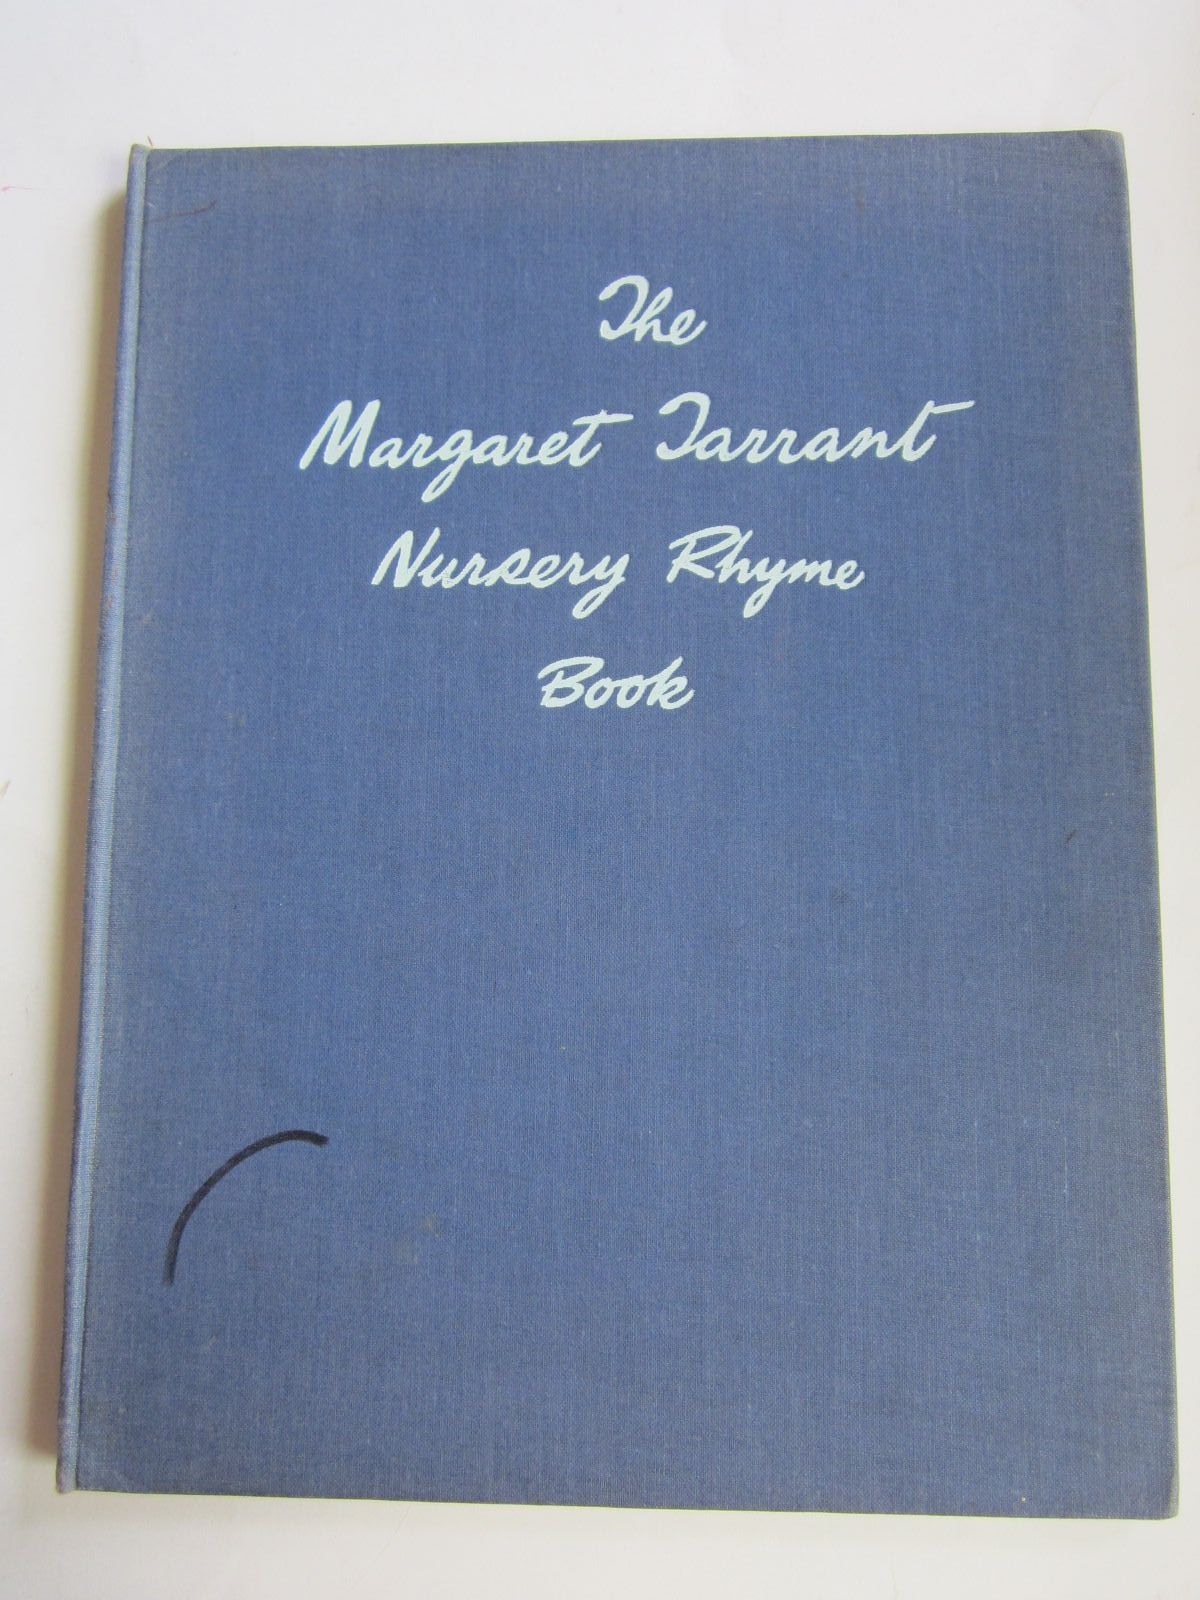 The
Margaret Tarrant
Nursery Rhyme
Book